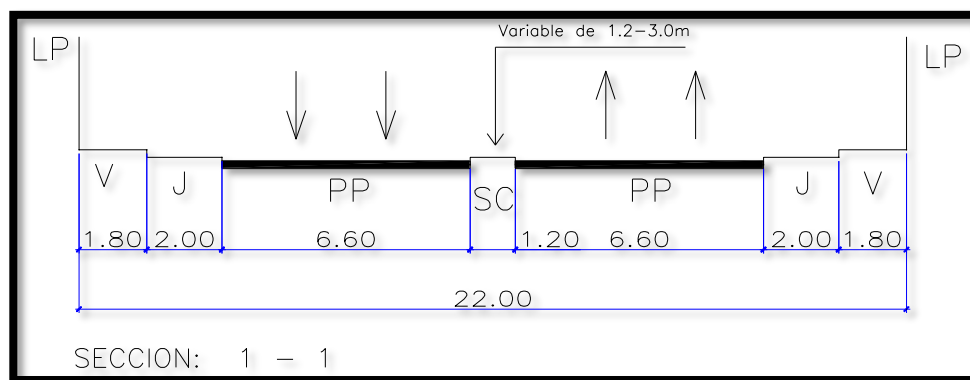 Variable de 1.2-3.0m
LP LP
V J PP SC PP J V
1.80 2.00 6.60 1.20 6.60 2.00 1.80
22.00
SECCION: 1 - 1